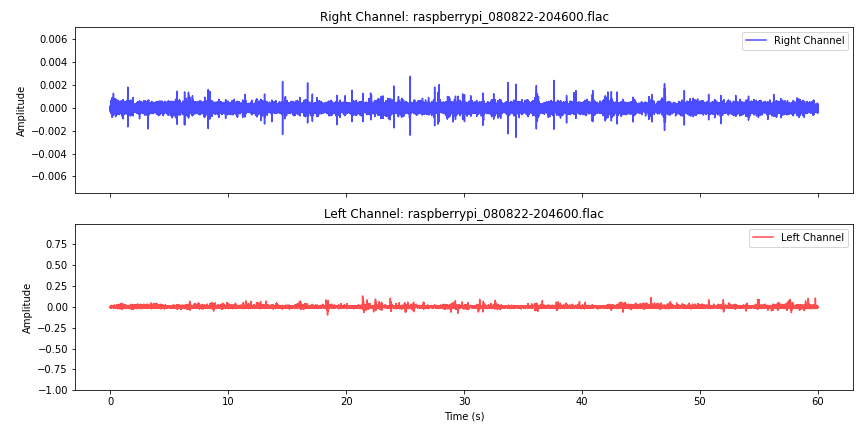 Right Channel: raspberrypi_080822-204600.flac
Right Channel
0.006
0.004
0.002
0.000
−0.002
−0.004
−0.006
Amplitude
Left Channel: raspberrypi_080822-204600.flac
Left Channel
0.75
0.50
0.25
0.00
−0.25
−0.50
−0.75
−1.00
Amplitude
0 10 20 30 40 50 60
Time (s)